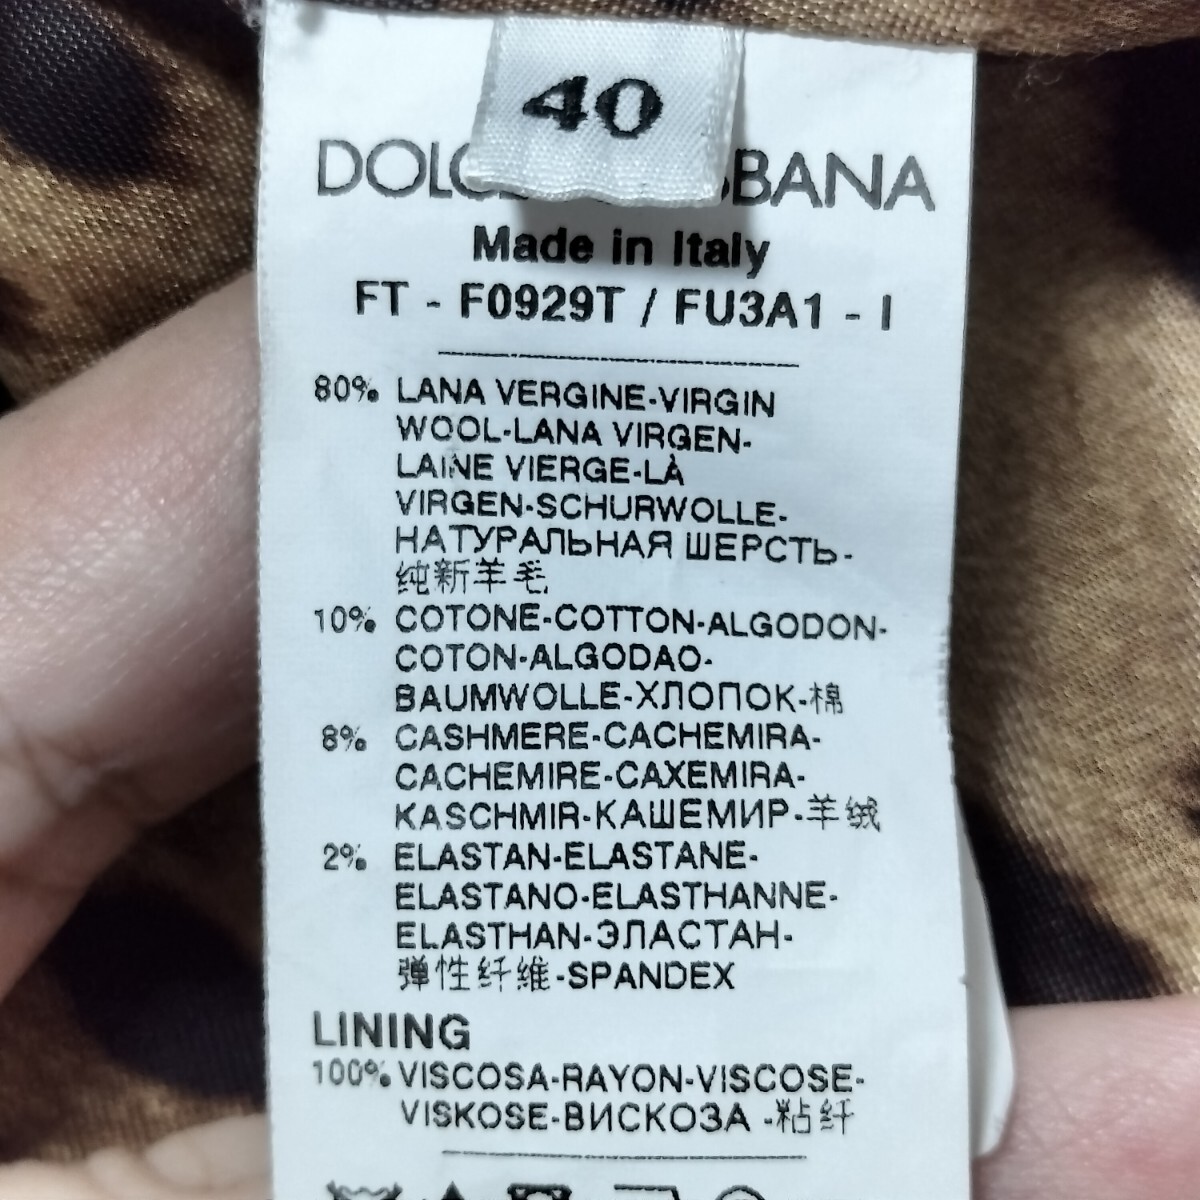 40
Made in Italy
FT - F0929T / FU3A1 - I
80% LANA VERGINE-VIRGIN
WOOL-LANA VIRGEN-
LAINE VIERGE-LÀ
VIRGEN-SCHURWOLLE-
НАТУРАЛЬНАЯ ШЕРСТЬ-
纯新羊毛
10% COTONE-COTTON-ALGODON-
COTON-ALGODAO-
BAUMWOLLE-ХЛОПОК-棉
8% CASHMERE-CACHEMIRA-
CACHEMIRE-CAXEMIRA-
KASCHMIR-КАШЕМИР-羊绒
2% ELASTAN-ELASTANE-
ELASTANO-ELASTHANNE-
ELASTHAN-ЭЛАСТАН-
弹性纤维-SPANDEX
LINING
100% VISCOSA-RAYON-VISCOSE-
VISKOSE-ВИСКОЗА -粘纤